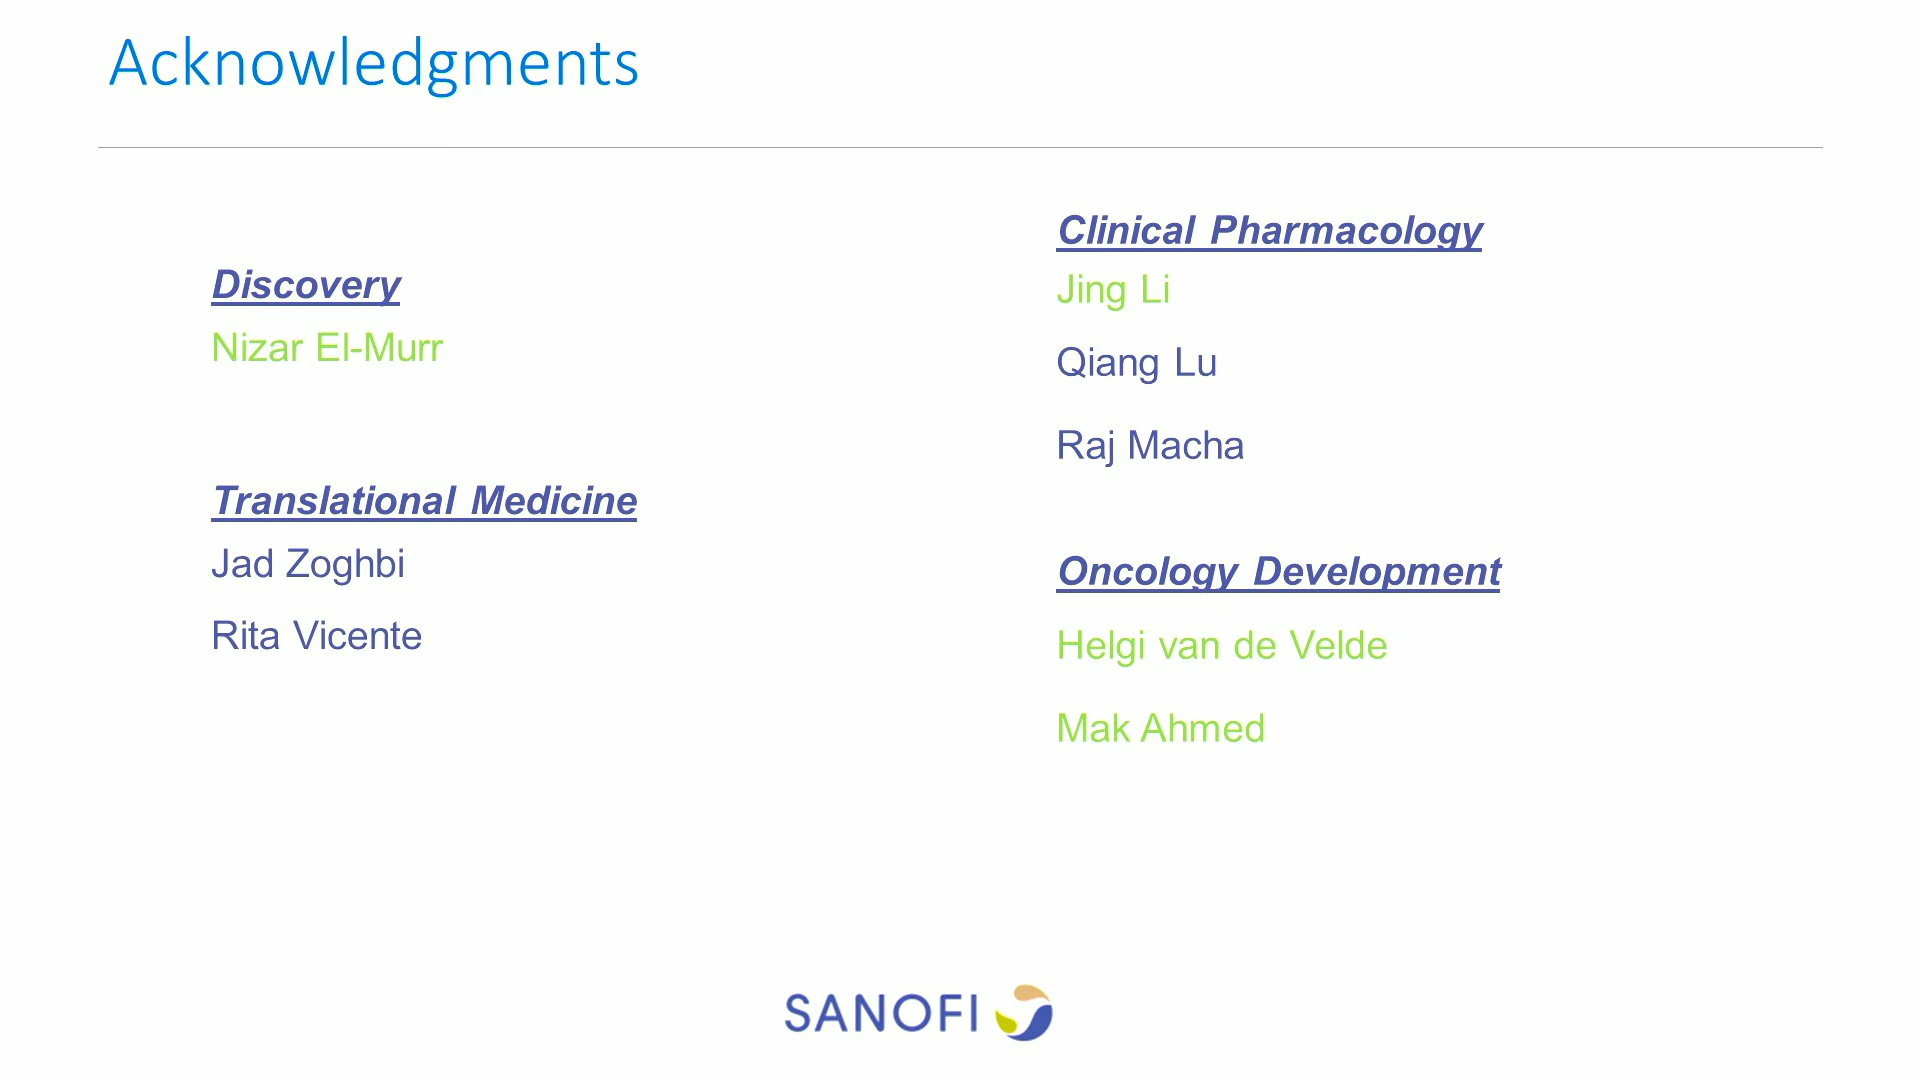 Acknowledgments
Discovery
Nizar El-Murr
Translational Medicine
Jad Zoghbi
Rita Vicente
Clinical Pharmacology
Jing Li
Qiang Lu
Raj Macha
Oncology Development
Helgi van de Velde
Mak Ahmed
SANOFI